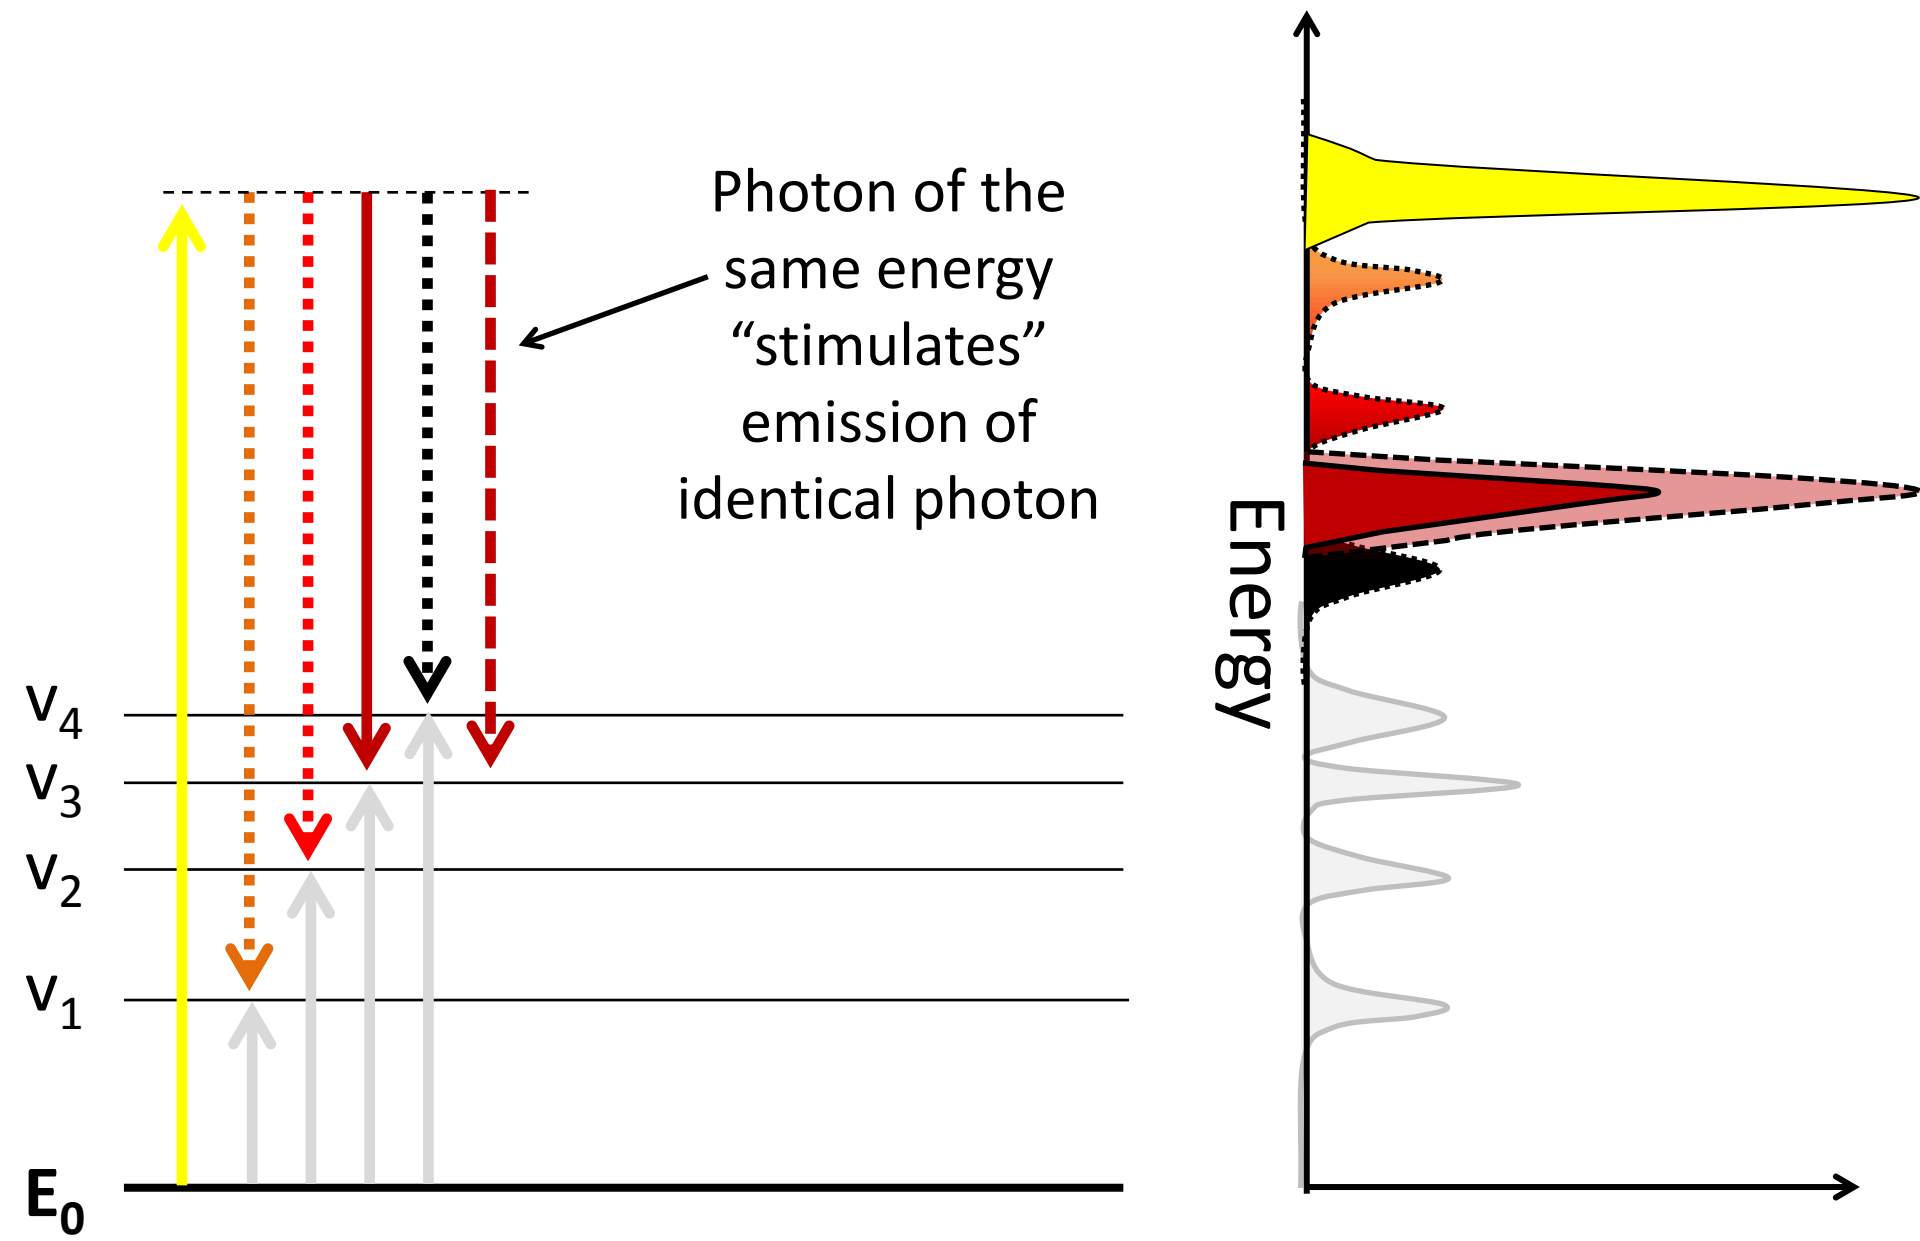 Photon of the
same energy
“stimulates”
emission of
identical photon
Energy
v4
v3
v2
v1
E0